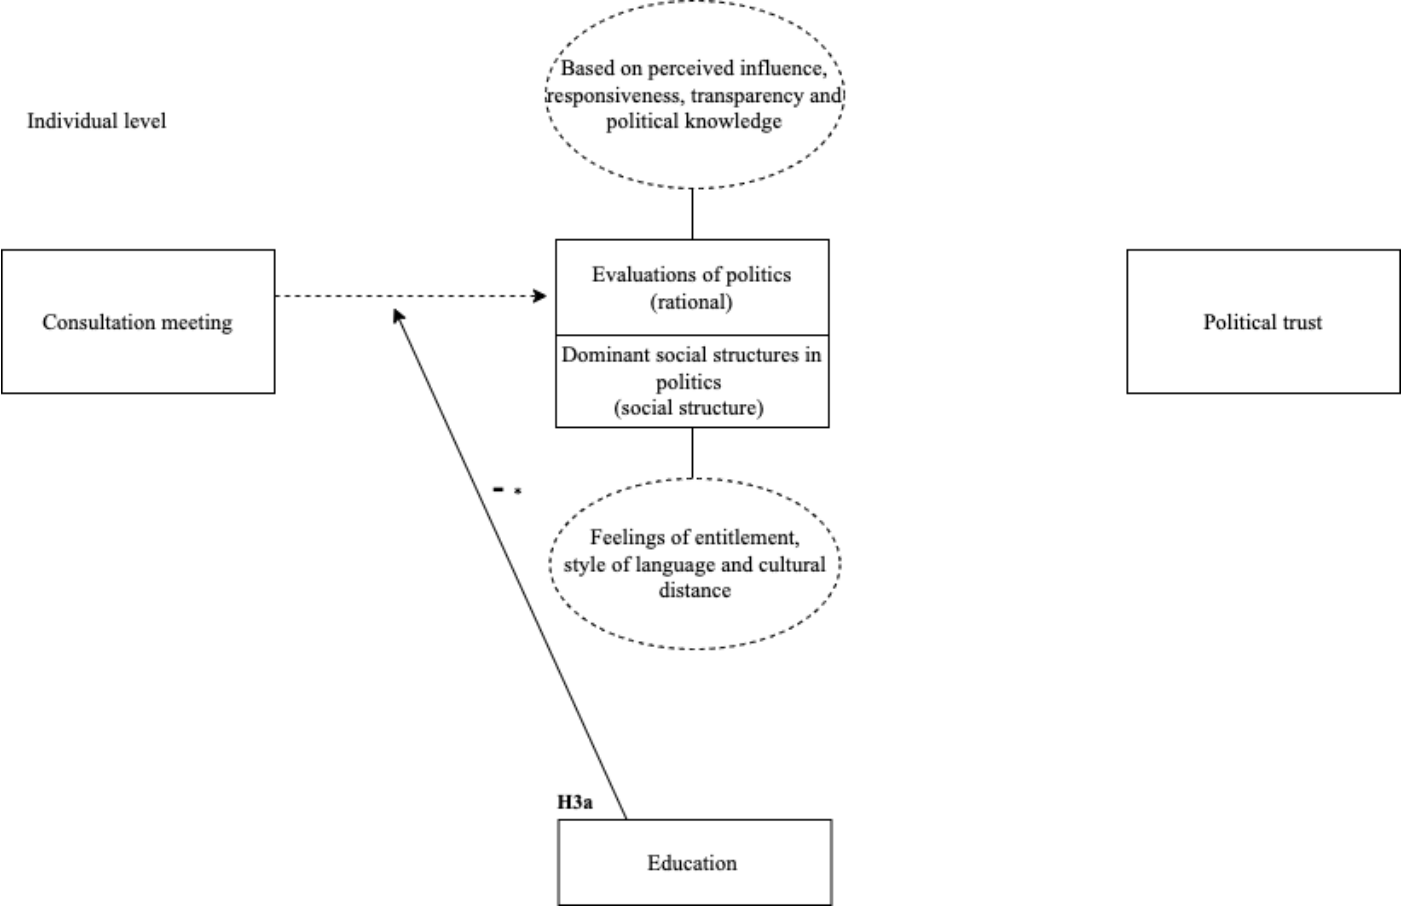 Based on perceived influence,
responsiveness, transparency and
political knowledge
Individual level
Evaluations of politics
(rational)
Consultation meeting
Political trust
Dominant social structures in
politics
(social structure)
- *
Feelings of entitlement,
style of language and cultural
distance
H3a
Education